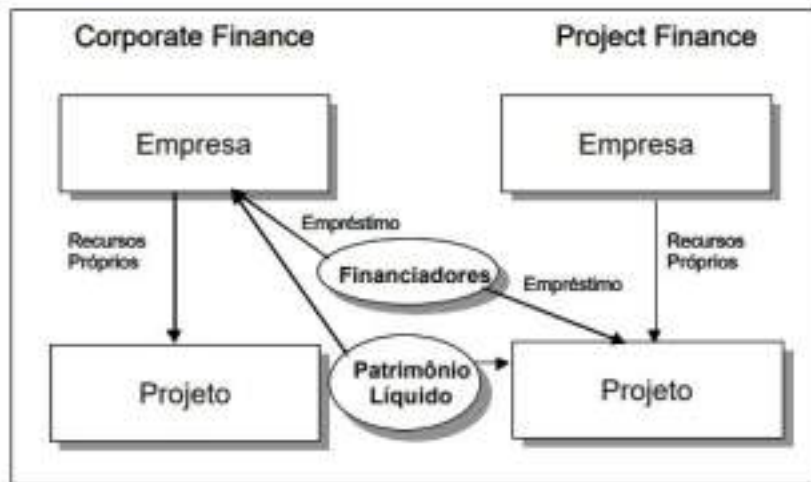 Corporate Finance
Project Finance
Empresa
Empresa
Empréstimo
Recursos
Próprios
Recursos
Próprios
Financiadores
Empréstimo
Projeto
Patrimônio
Líquido
Projeto